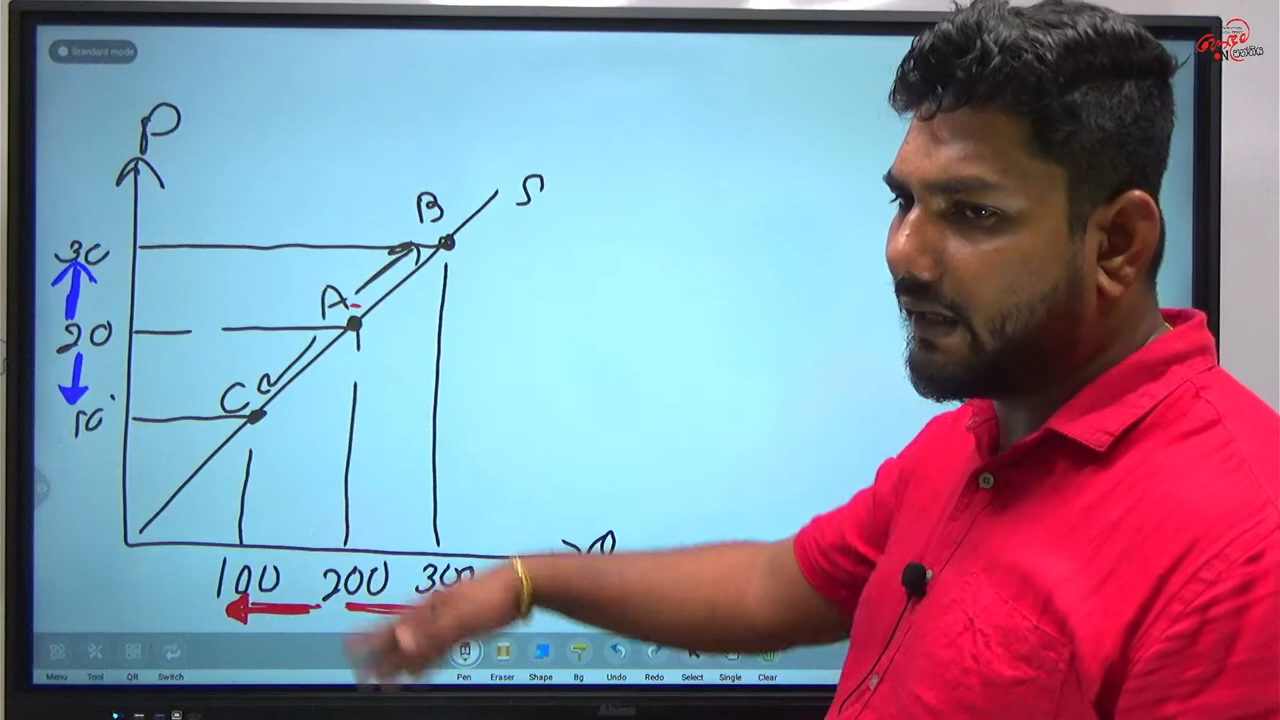 Standard mode
P
S
B
30
A
20
C
10
Q
100 200 300
Menu Tool QR Switch Pen Eraser Shape Bg Undo Redo Select Single Clear